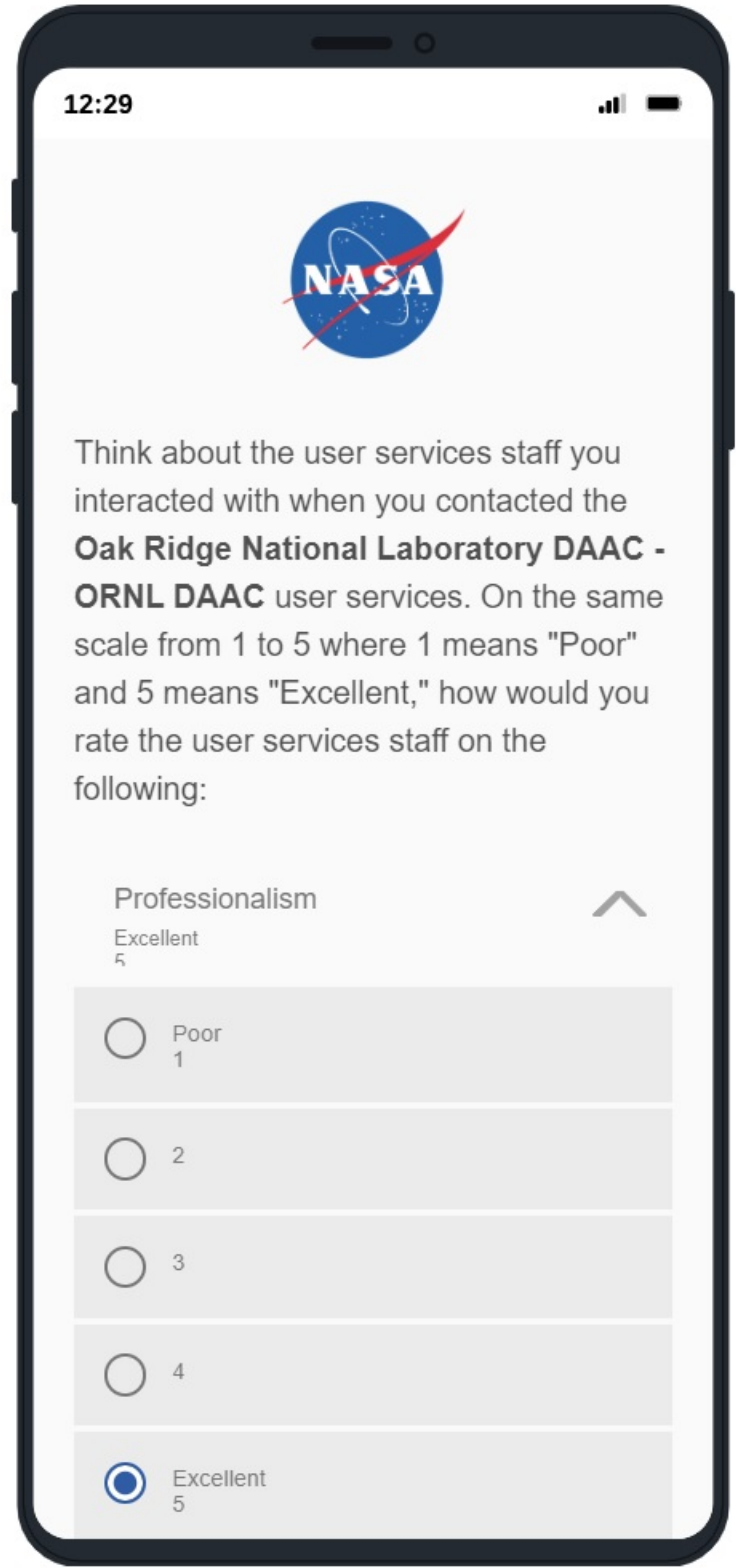 12:29
NASA
Think about the user services staff you
interacted with when you contacted the
Oak Ridge National Laboratory DAAC -
ORNL DAAC user services. On the same
scale from 1 to 5 where 1 means "Poor"
and 5 means "Excellent," how would you
rate the user services staff on the
following:
Professionalism
Excellent
5
Poor
1
2
3
4
Excellent
5